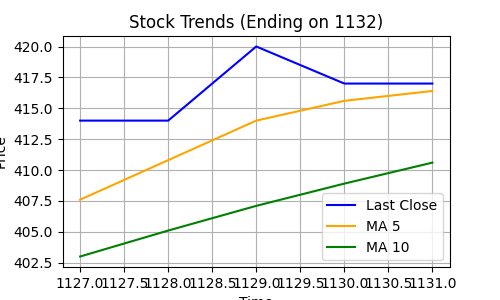 Stock Trends (Ending on 1132)
420.0
417.5
415.0
412.5
410.0
407.5
405.0
402.5
Price
Last Close
MA 5
MA 10
1127.0 1127.5 1128.0 1128.5 1129.0 1129.5 1130.0 1130.5 1131.0
Time